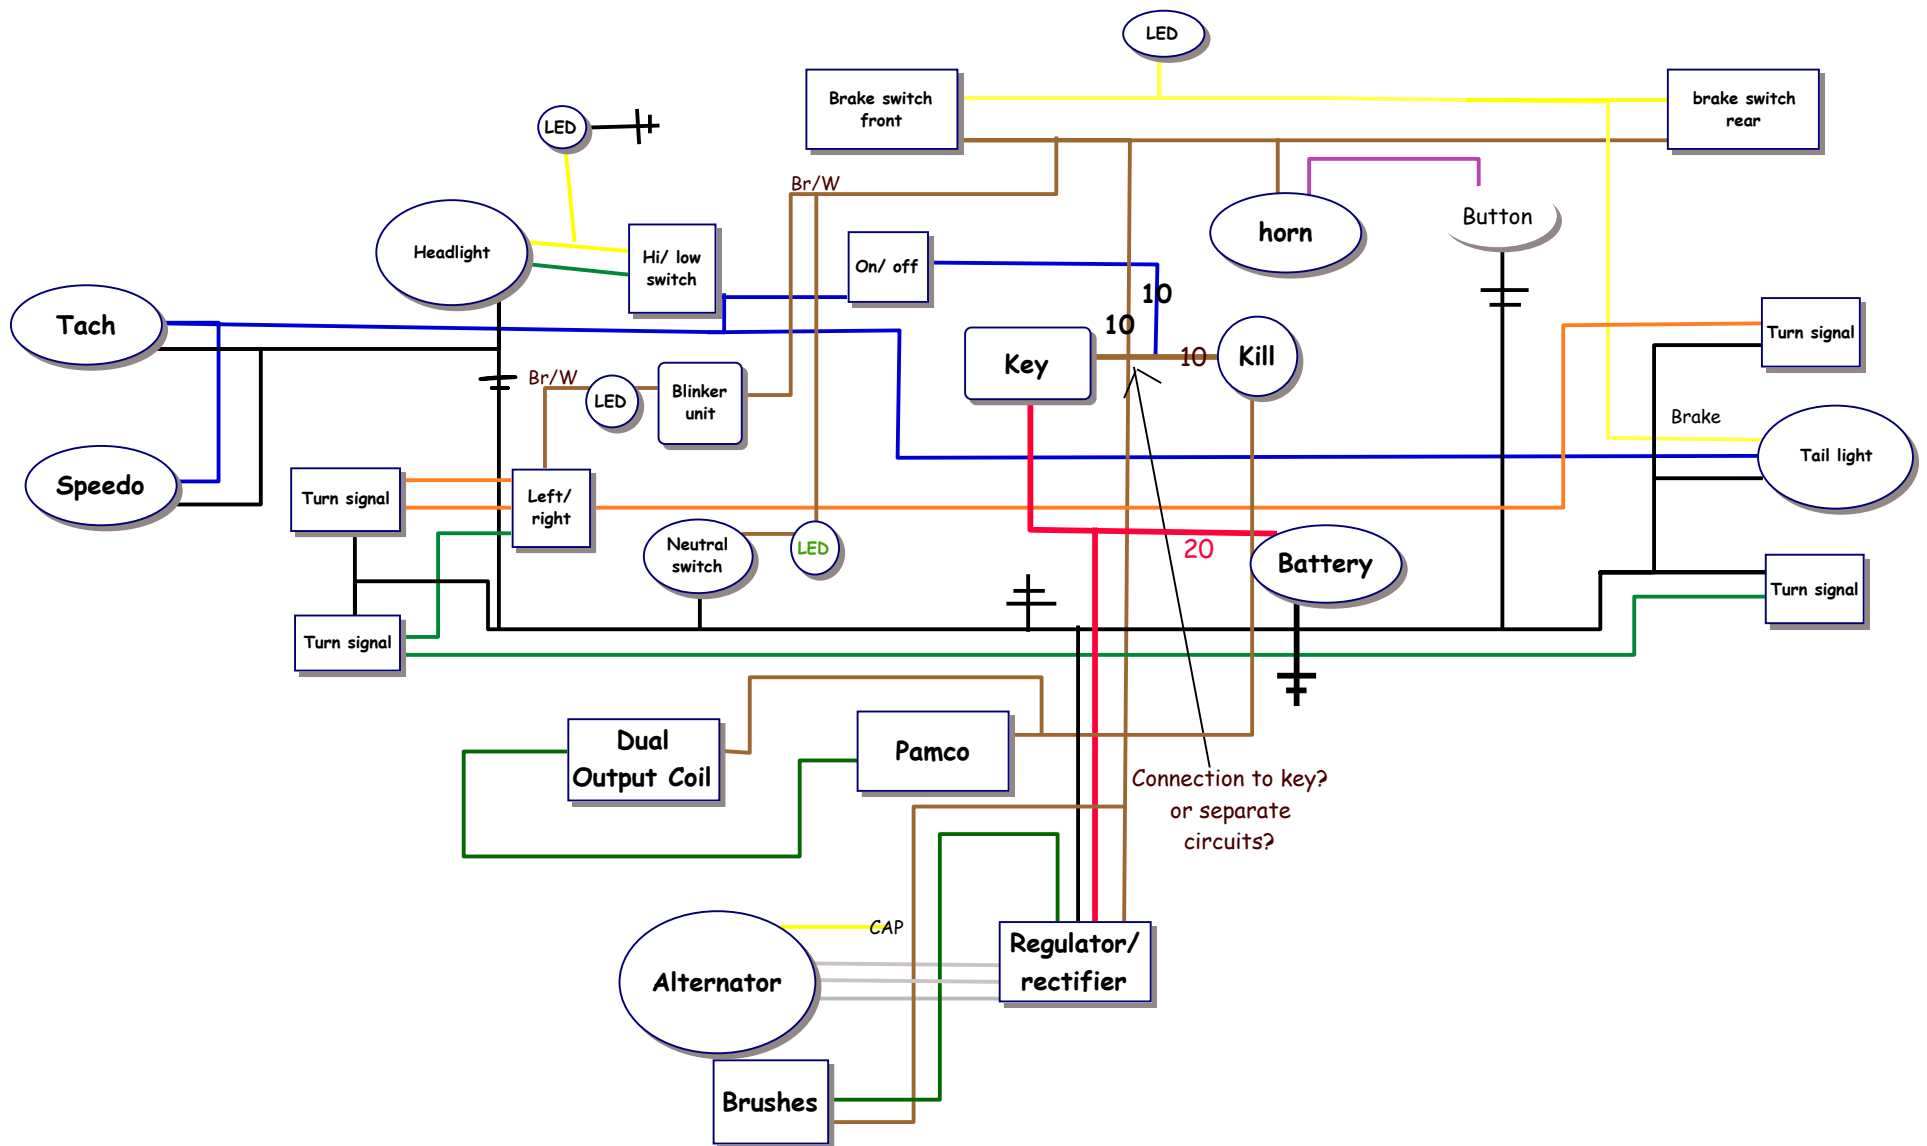 LED
Brake switch
front
brake switch
rear
LED
Br/W
Button
horn
Headlight
Hi/ low
switch
On/ off
10
Tach
10
Key
10
Kill
Turn signal
Br/W
LED
Blinker
unit
Brake
Tail light
Speedo
Turn signal
Left/
right
Neutral
switch
LED
20
Battery
Turn signal
Turn signal
Dual
Output Coil
Pamco
Connection to key?
or separate
circuits?
CAP
Regulator/
rectifier
Alternator
Brushes